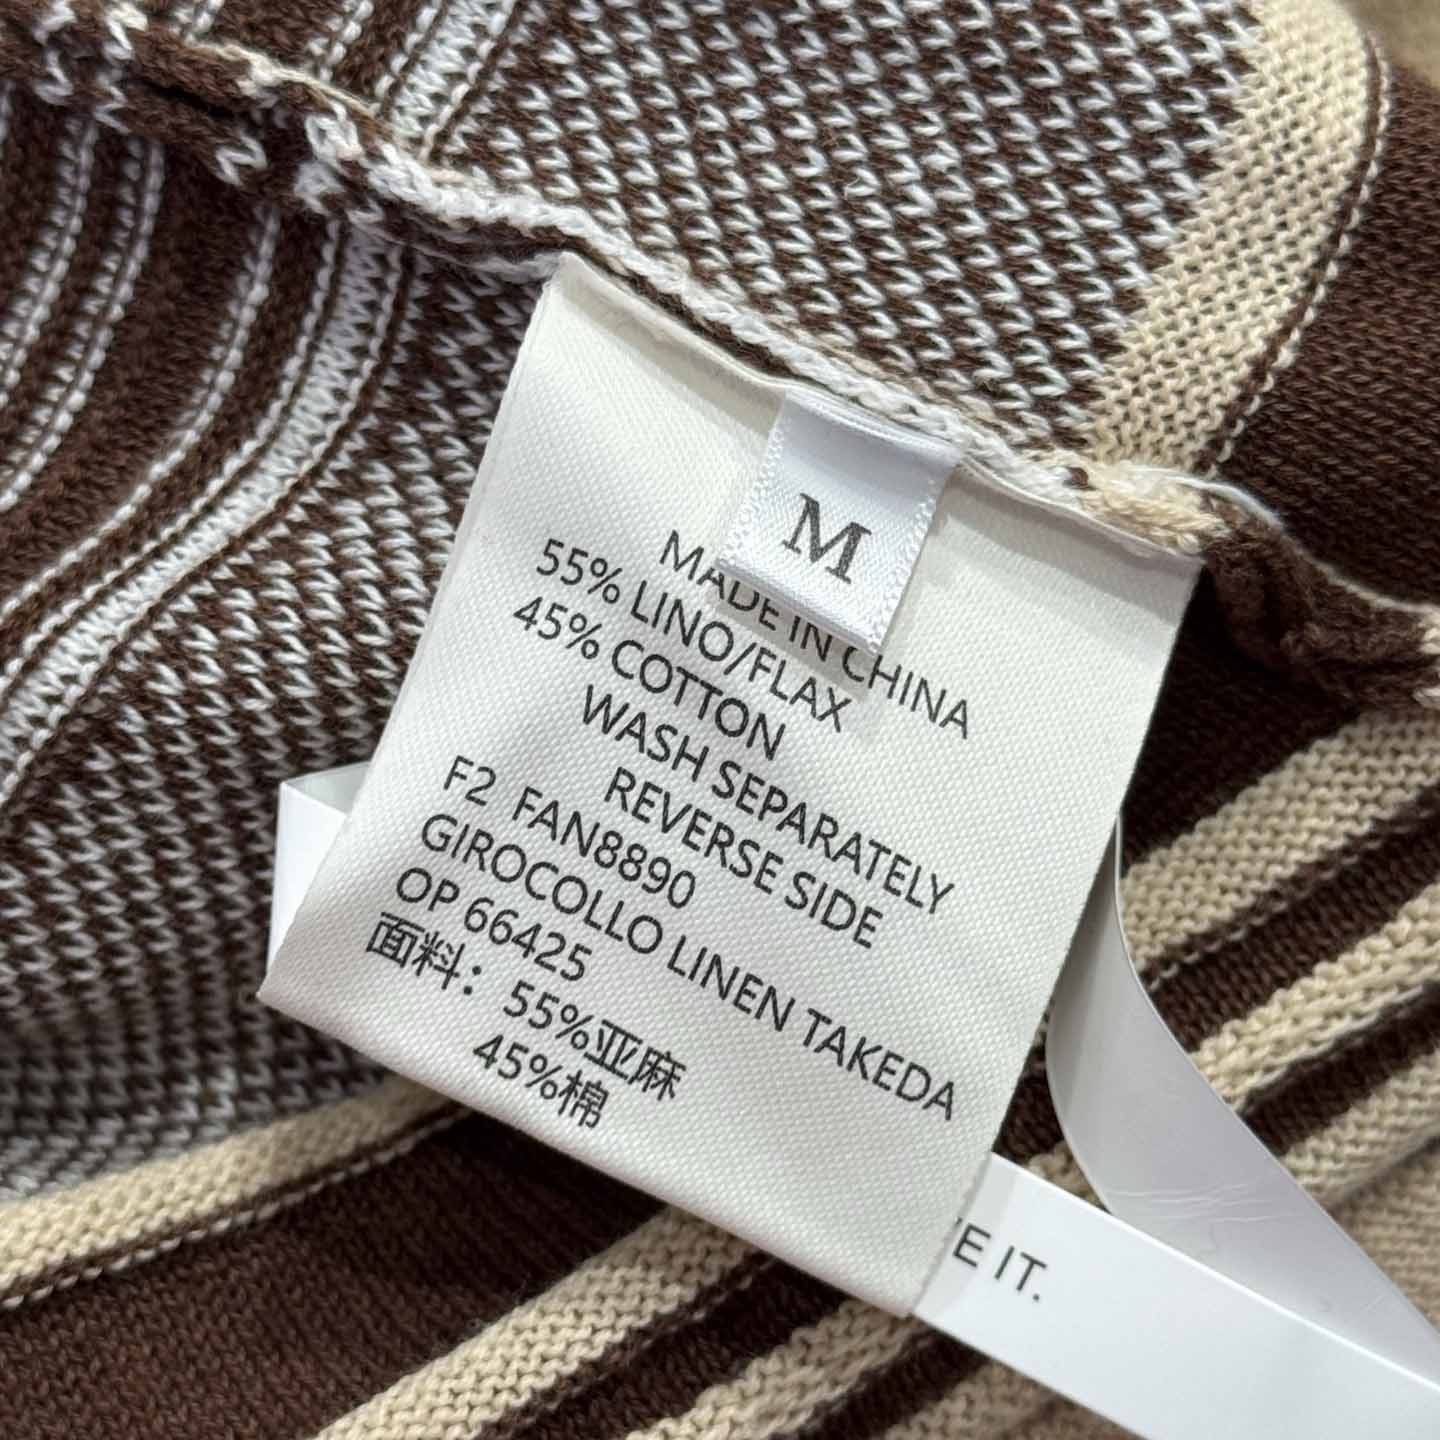 M
MADE IN CHINA
55% LINO/FLAX
45% COTTON
WASH SEPARATELY
REVERSE SIDE
F2 FAN8890
GIROCOLLO LINEN TAKEDA
OP 66425
面料：55%亚麻
45%棉
IT.